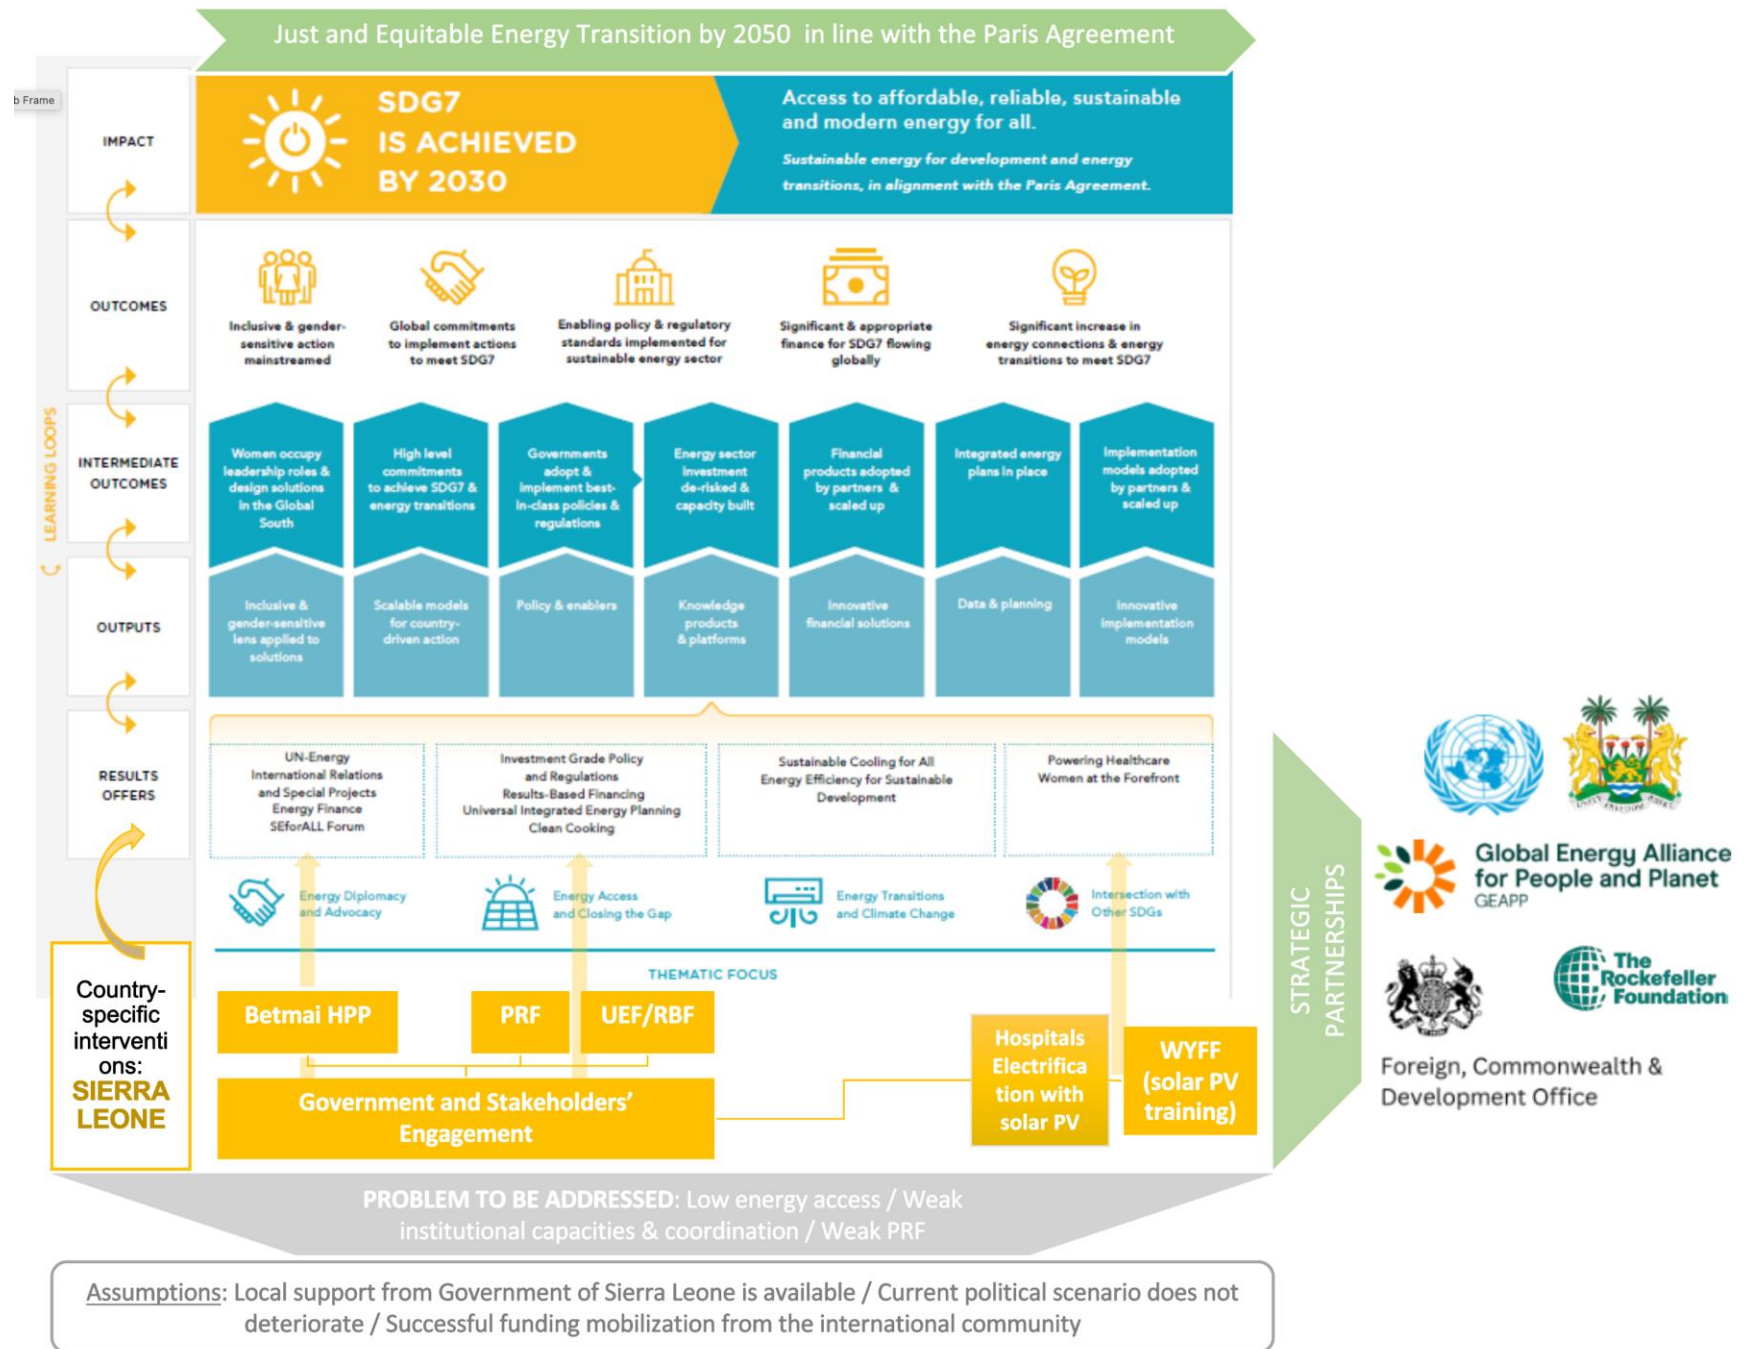 Just and Equitable Energy Transition by 2050 in line with the Paris Agreement
b Frame
IMPACT
SDG7
IS ACHIEVED
BY 2030
Access to affordable, reliable, sustainable
and modern energy for all.
Sustainable energy for development and energy
transitions, in alignment with the Paris Agreement.
OUTCOMES
Inclusive & gender-
sensitive action
mainstreamed
Global commitments
to implement actions
to meet SDG7
Enabling policy & regulatory
standards implemented for
sustainable energy sector
Significant & appropriate
finance for SDG7 flowing
globally
Significant increase in
energy connections & energy
transitions to meet SDG7
LEARNING LOOPS
INTERMEDIATE
OUTCOMES
Women occupy
leadership roles &
design solutions
in the Global
South
High level
commitments
to achieve SDG7 &
energy transitions
Governments
adopt &
implement best-
in-class policies &
regulations
Energy sector
investment
de-risked &
capacity built
Financial
products adopted
by partners &
scaled up
Integrated energy
plans in place
Implementation
models adopted
by partners &
scaled up
OUTPUTS
Inclusive &
gender-sensitive
lens applied to
solutions
Scalable models
for country-
driven action
Policy & enablers
Knowledge
products
& platforms
Innovative
financial solutions
Data & planning
Innovative
implementation
models
RESULTS
OFFERS
UN-Energy
International Relations
and Special Projects
Energy Finance
SEforALL Forum
Investment Grade Policy
and Regulations
Results-Based Financing
Universal Integrated Energy Planning
Clean Cooking
Sustainable Cooling for All
Energy Efficiency for Sustainable
Development
Powering Healthcare
Women at the Forefront
Energy Diplomacy
and Advocacy
Energy Access
and Closing the Gap
Energy Transitions
and Climate Change
Intersection with
Other SDGs
THEMATIC FOCUS
Country-
specific
interventi
ons:
SIERRA
LEONE
Betmai HPP
PRF
UEF/RBF
Government and Stakeholders'
Engagement
Hospitals
Electrifica
tion with
solar PV
WYFF
(solar PV
training)
STRATEGIC
PARTNERSHIPS
Global Energy Alliance
for People and Planet
GEAPP
The
Rockefeller
Foundation
Foreign, Commonwealth &
Development Office
PROBLEM TO BE ADDRESSED: Low energy access / Weak
institutional capacities & coordination / Weak PRF
Assumptions: Local support from Government of Sierra Leone is available / Current political scenario does not
deteriorate / Successful funding mobilization from the international community